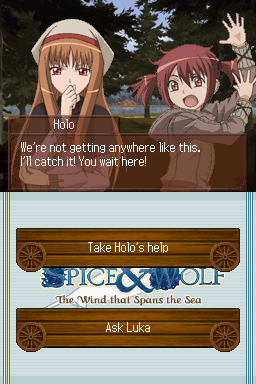 Holo
We're not getting anywhere like this.
I'll catch it! You wait here!
Take Holo's help
SPICE & WOLF
The Wind that Spans the Sea
Ask Luka